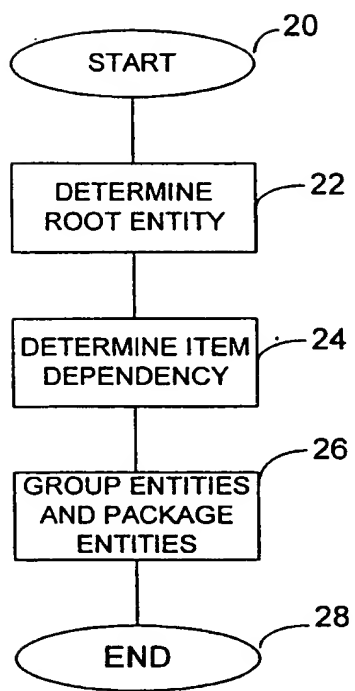 20
START
22
DETERMINE
ROOT ENTITY
24
DETERMINE ITEM
DEPENDENCY
26
GROUP ENTITIES
AND PACKAGE
ENTITIES
28
END